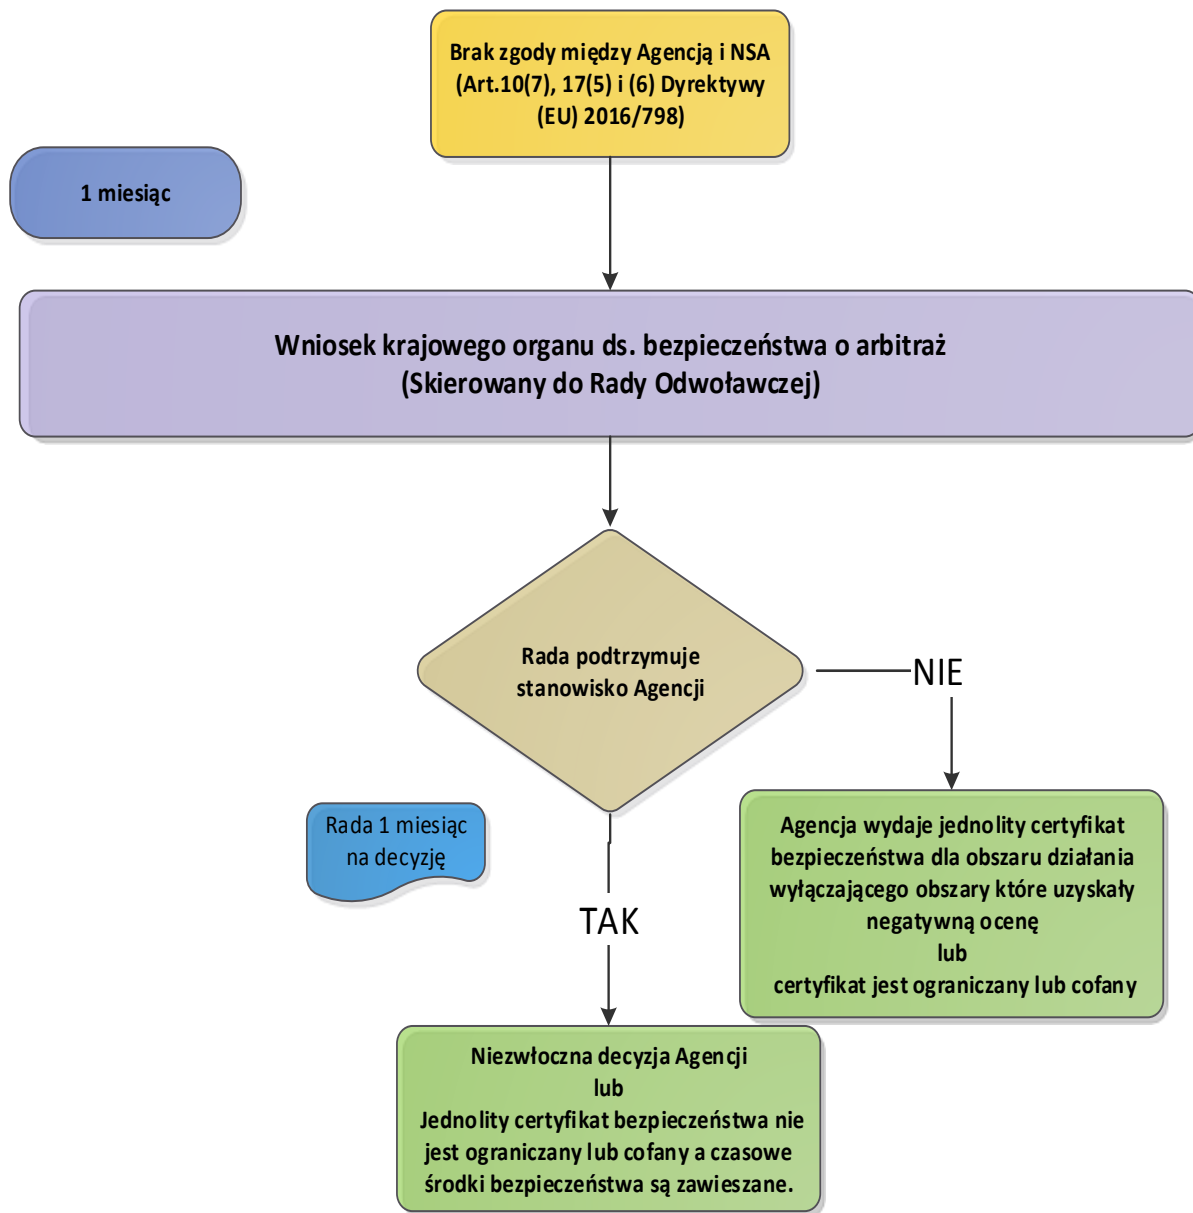 Brak zgody między Agencją i NSA
(Art.10(7), 17(5) i (6) Dyrektywy
(EU) 2016/798)
1 miesiąc
Wniosek krajowego organu ds. bezpieczeństwa o arbitraż
(Skierowany do Rady Odwoławczej)
Rada podtrzymuje
stanowisko Agencji
NIE
Rada 1 miesiąc
na decyzję
Agencja wydaje jednolity certyfikat
bezpieczeństwa dla obszaru działania
wyłączającego obszary które uzyskały
negatywną ocenę
lub
certyfikat jest ograniczany lub cofany
TAK
Niezwłoczna decyzja Agencji
lub
Jednolity certyfikat bezpieczeństwa nie
jest ograniczany lub cofany a czasowe
środki bezpieczeństwa są zawieszane.